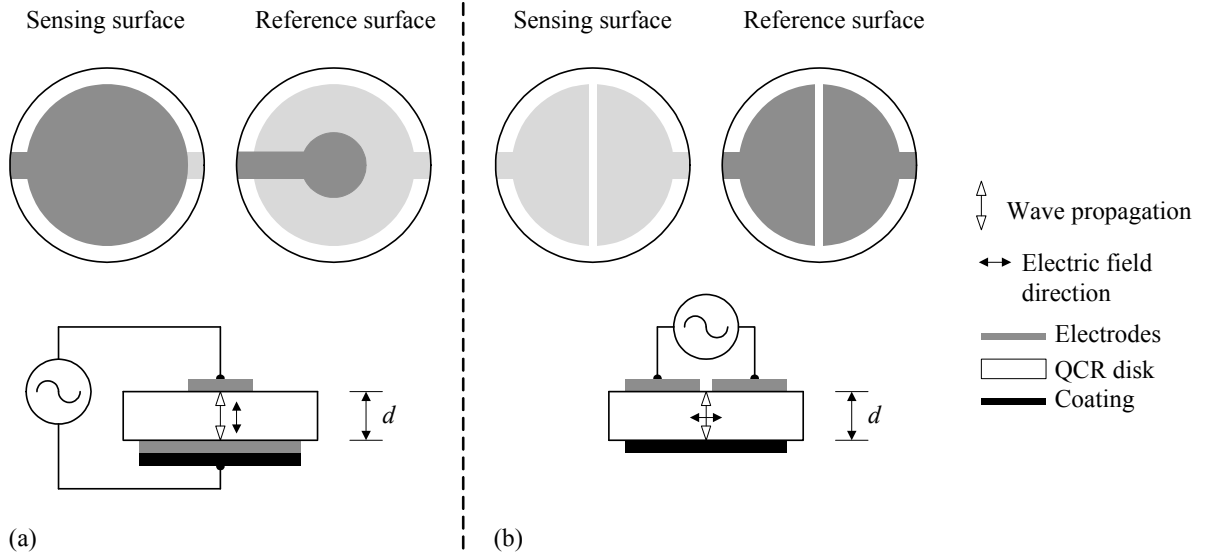 Sensing surface
Reference surface
Sensing surface
Reference surface
Wave propagation
Electric field
direction
Electrodes
QCR disk
Coating
d
d
(a)
(b)